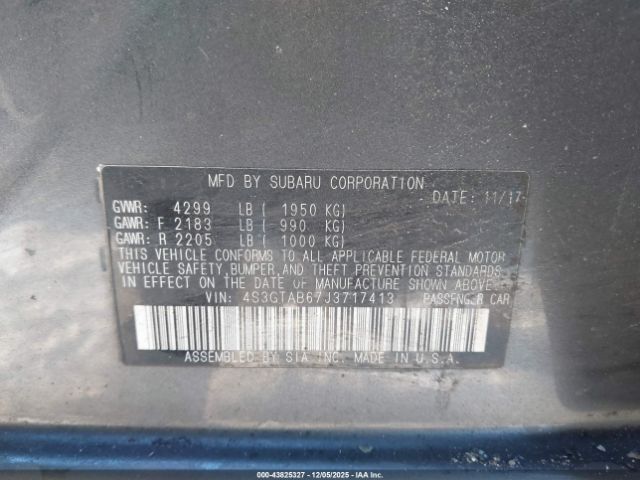 MFD BY SUBARU CORPORATION
DATE: 11/17
GVWR: 4299 LB ( 1950 KG)
GAWR: F 2183 LB ( 990 KG)
GAWR: R 2205 LB ( 1000 KG)
THIS VEHICLE CONFORMS TO ALL APPLICABLE FEDERAL MOTOR
VEHICLE SAFETY, BUMPER, AND THEFT PREVENTION STANDARDS
IN EFFECT ON THE DATE OF MANUFACTURE SHOWN ABOVE.
VIN: 4S3GTAB67J3717413 PASSENGER CAR
ASSEMBLED BY SIA INC. MADE IN U.S.A.
000-43825327 - 12/05/2025 - IAAI DEALERS